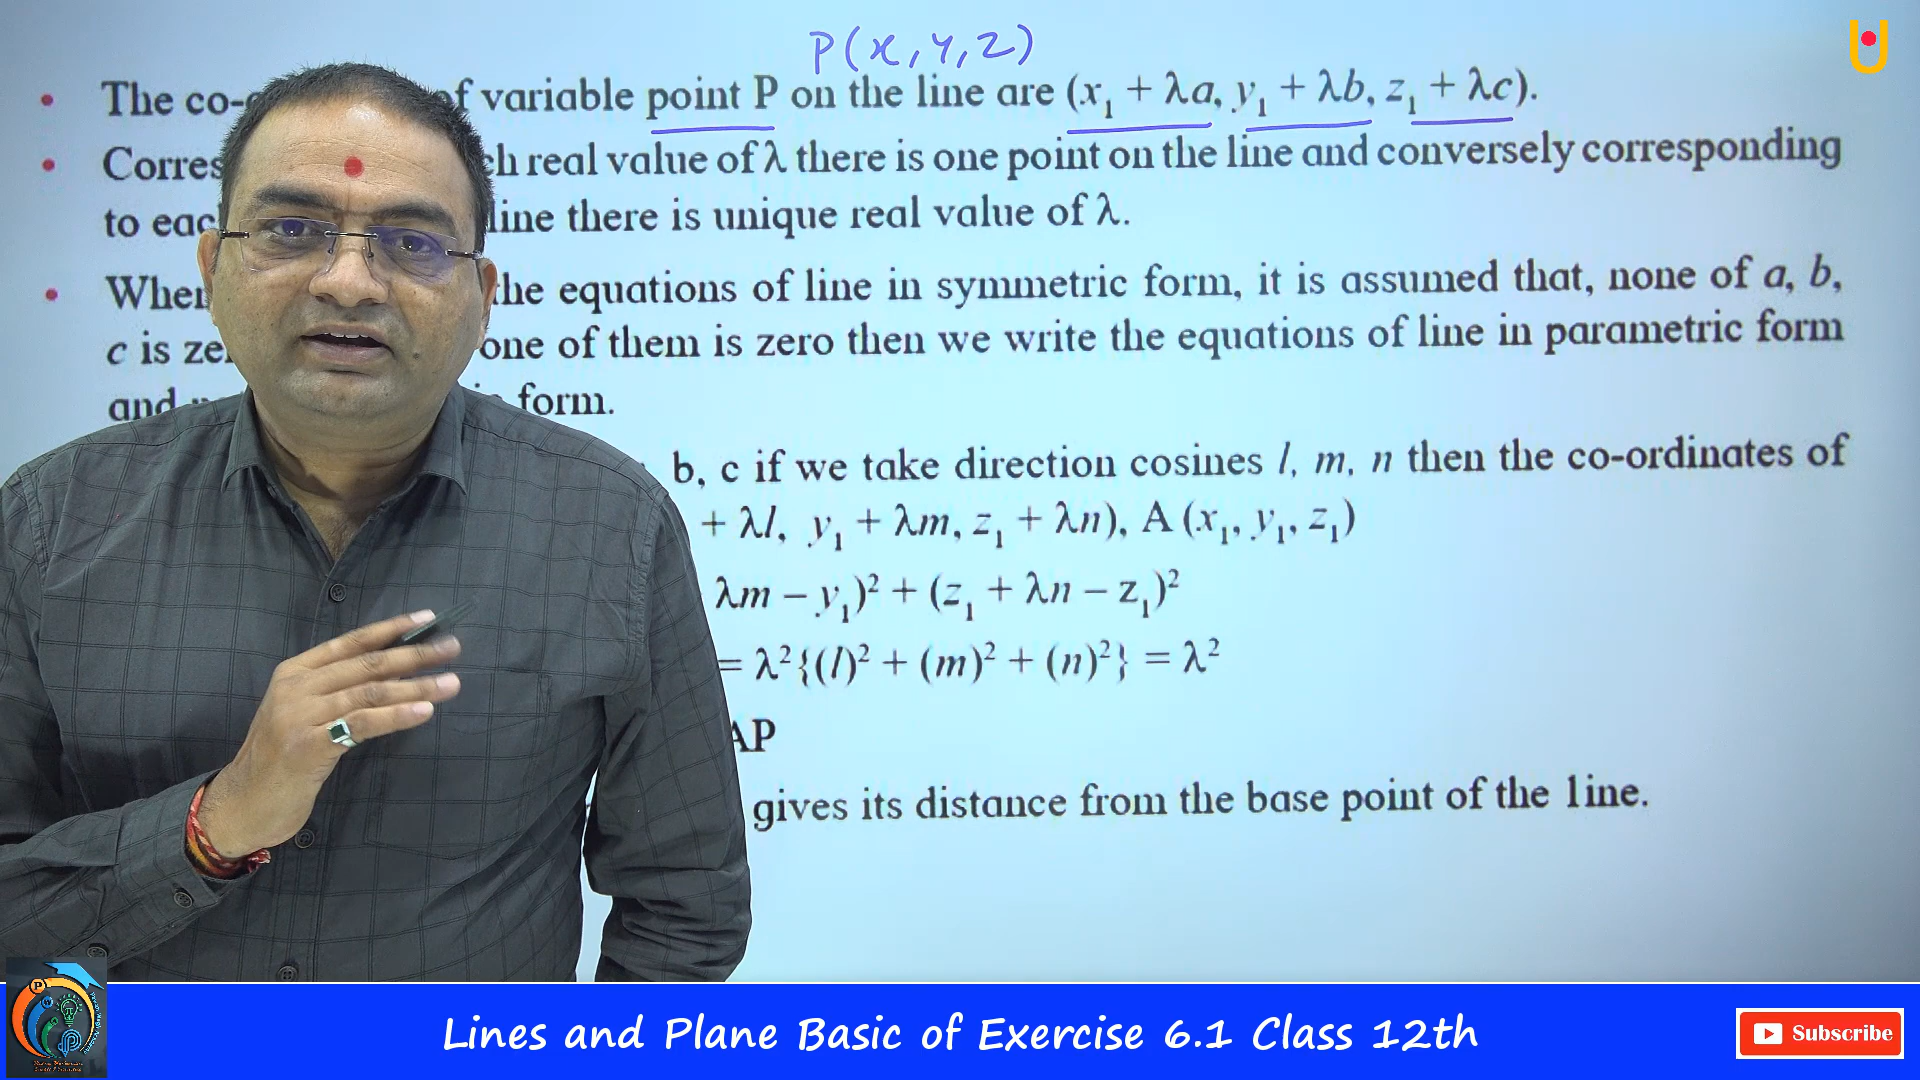 P(x, y, z)
• The co- of variable point P on the line are (x₁ + λa, y₁ + λb, z₁ + λc).
• Corres ch real value of λ there is one point on the line and conversely corresponding
to eac line there is unique real value of λ.
• When the equations of line in symmetric form, it is assumed that, none of a, b,
c is ze one of them is zero then we write the equations of line in parametric form
and form.
b, c if we take direction cosines l, m, n then the co-ordinates of
+ λl, y₁ + λm, z₁ + λn), A (x₁, y₁, z₁)
λm – y₁)² + (z₁ + λn – z₁)²
= λ²{(l)² + (m)² + (n)²} = λ²
AP
gives its distance from the base point of the line.
Lines and Plane Basic of Exercise 6.1 Class 12th
Subscribe